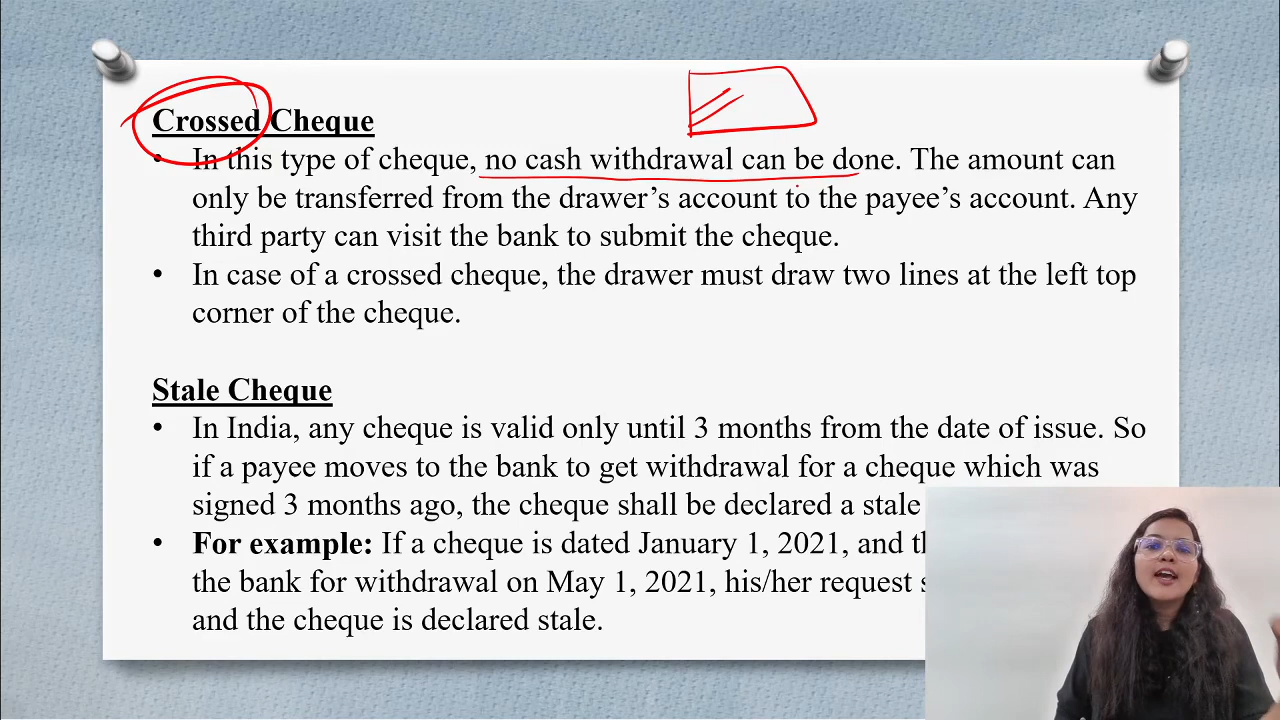 Crossed Cheque
• In this type of cheque, no cash withdrawal can be done. The amount can
only be transferred from the drawer’s account to the payee’s account. Any
third party can visit the bank to submit the cheque.
• In case of a crossed cheque, the drawer must draw two lines at the left top
corner of the cheque.
Stale Cheque
• In India, any cheque is valid only until 3 months from the date of issue. So
if a payee moves to the bank to get withdrawal for a cheque which was
signed 3 months ago, the cheque shall be declared a stale
• For example: If a cheque is dated January 1, 2021, and
the bank for withdrawal on May 1, 2021, his/her request
and the cheque is declared stale.